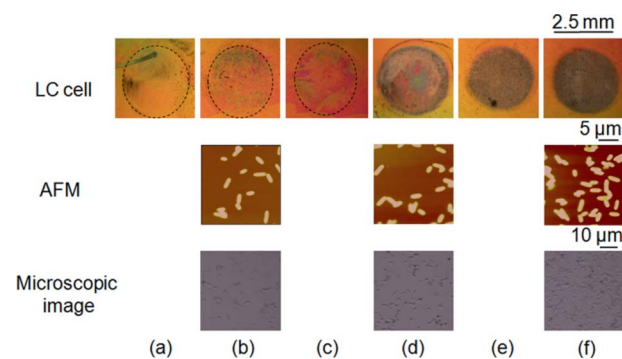 2.5 mm
LC cell
5 µm
AFM
10 µm
Microscopic
image
(a) (b) (c) (d) (e) (f)